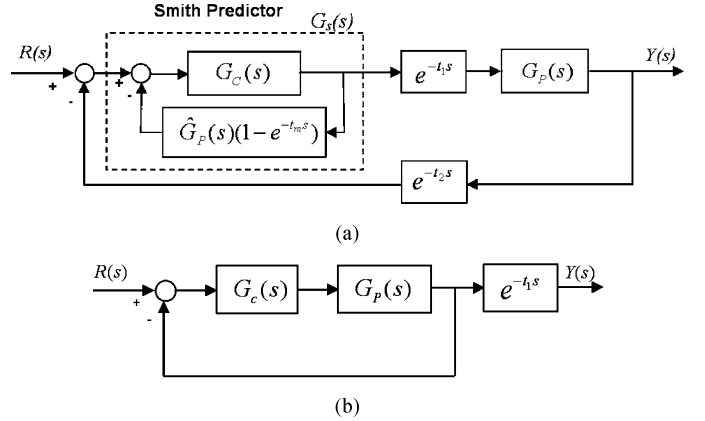 Smith Predictor
G_s(s)
R(s)
+
-
+
-
G_C(s)
e^{-t_1 s}
G_P(s)
Y(s)
Ĝ_P(s)(1−e^{-t_m s})
e^{-t_2 s}
(a)
R(s)
+
-
G_c(s)
G_P(s)
e^{-t_1 s}
Y(s)
(b)